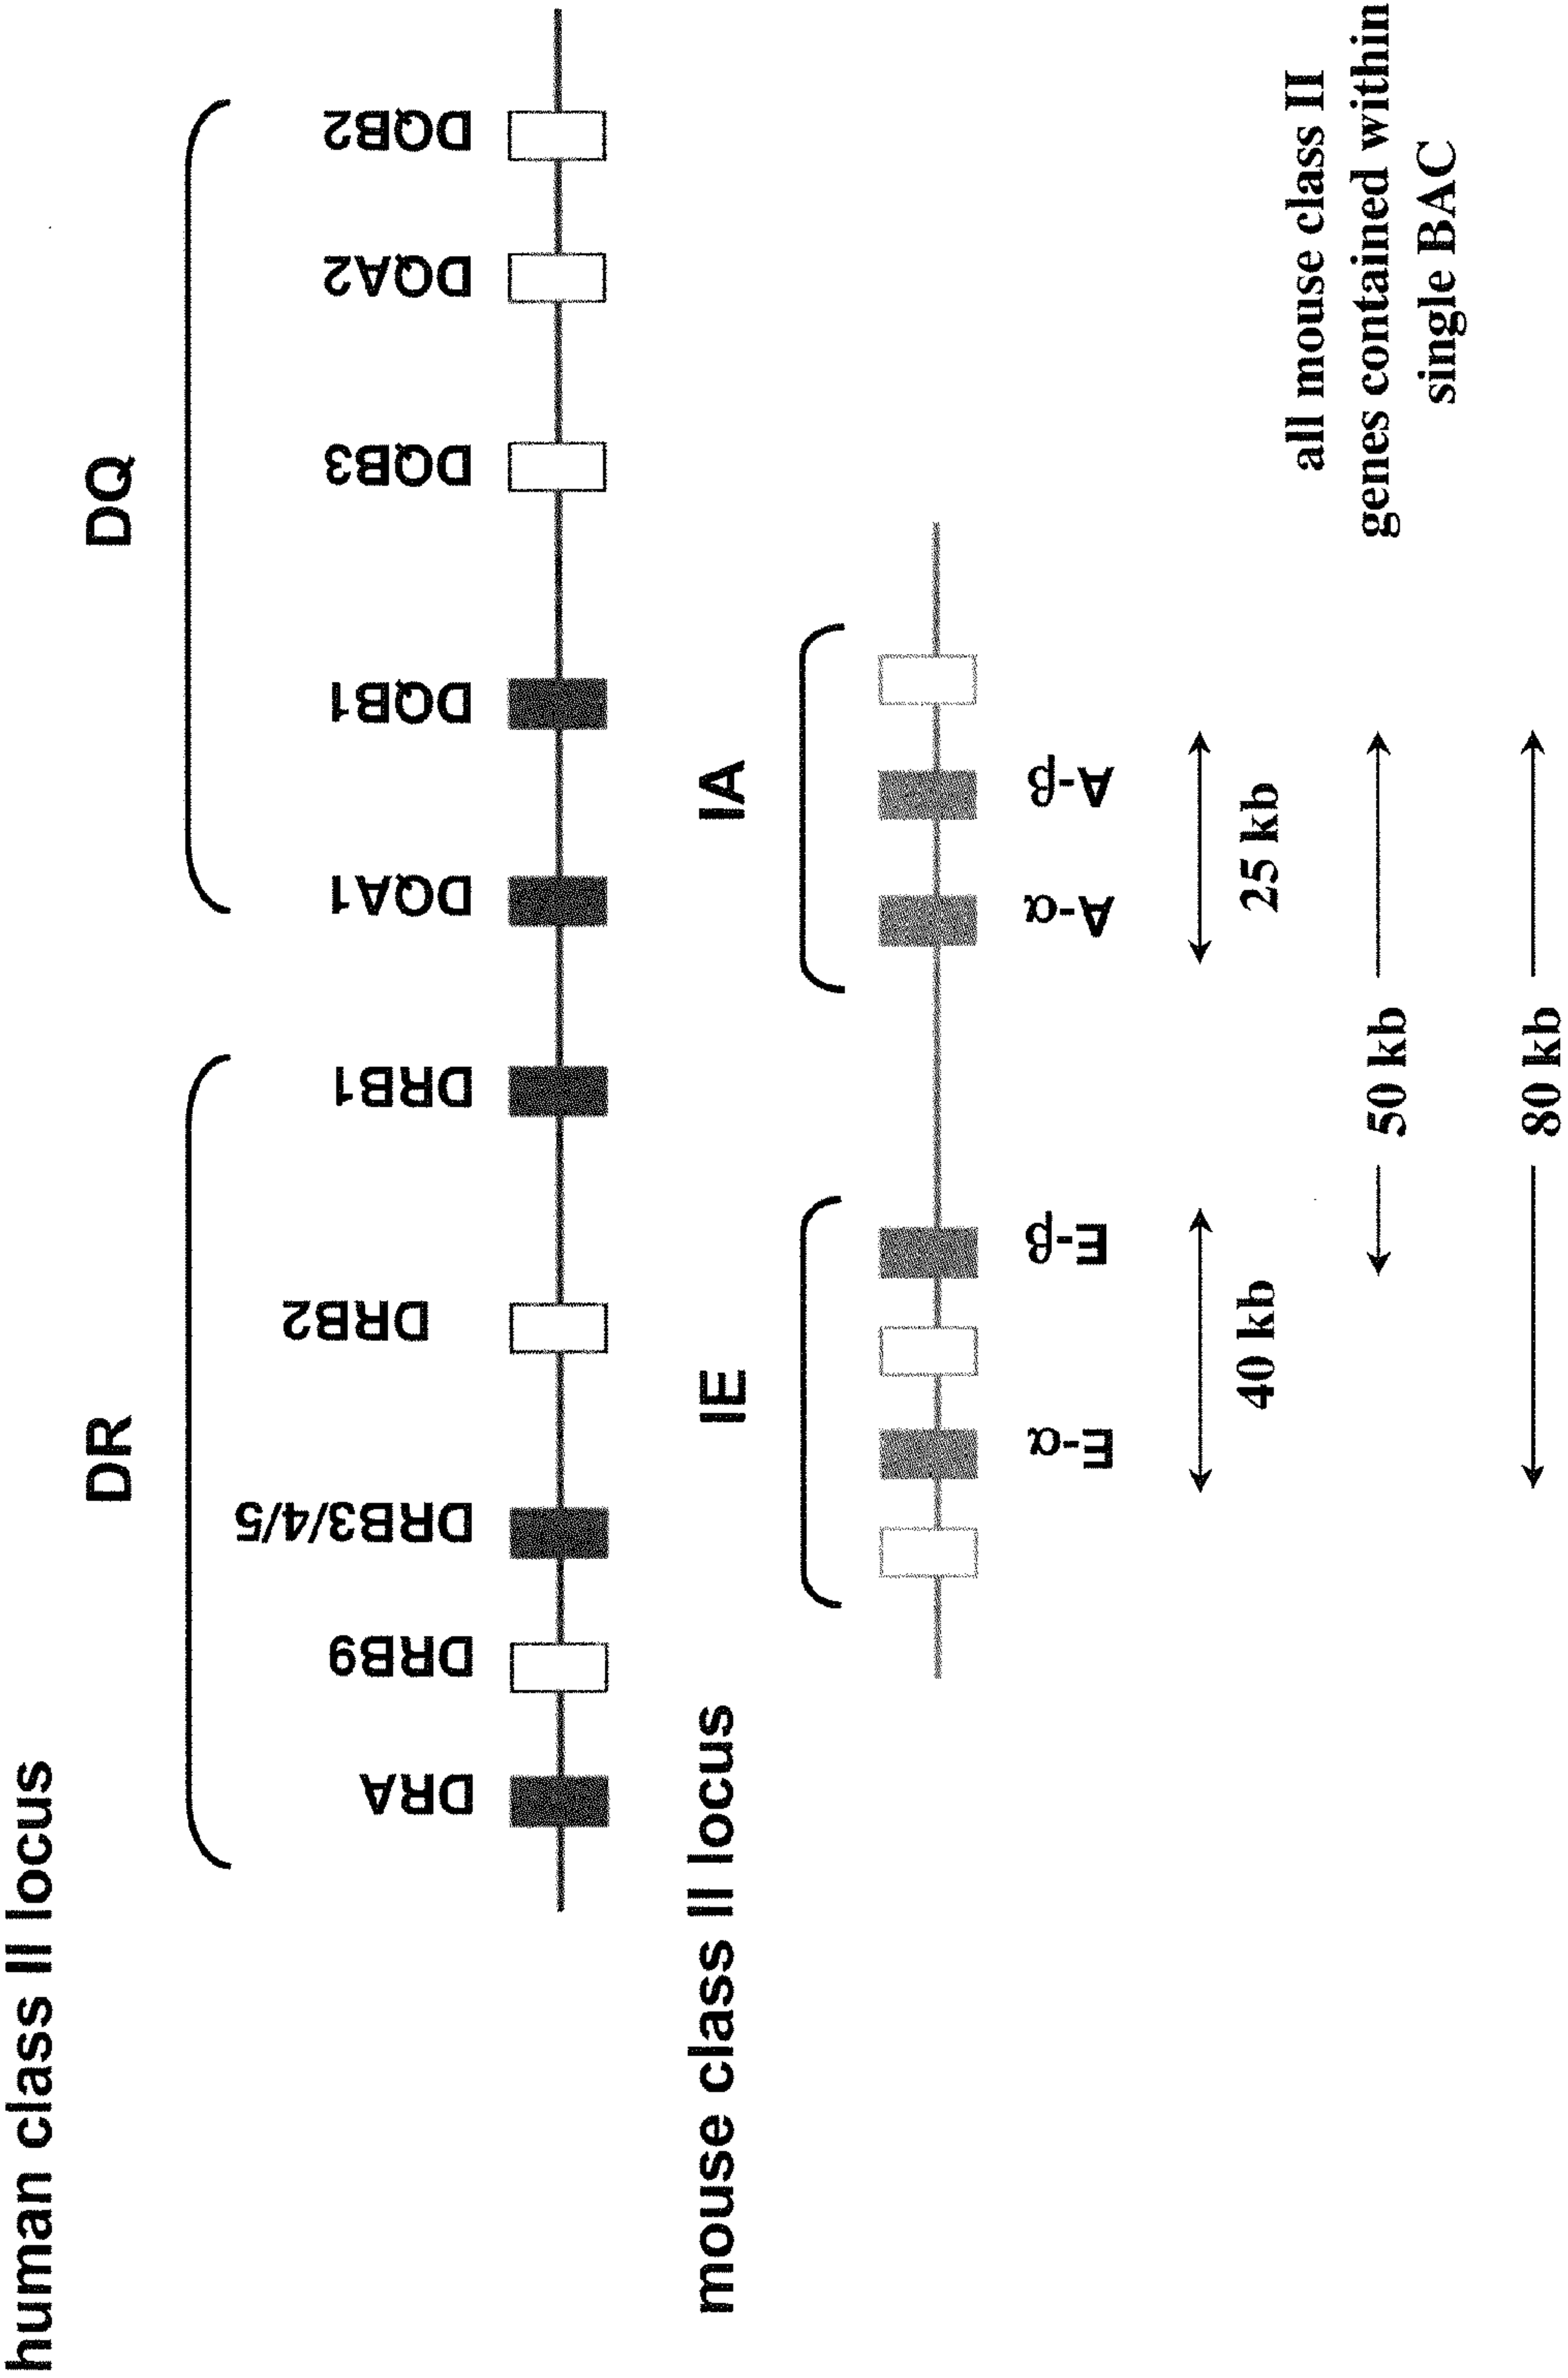 human class II locus
DR
DQ
DRA
DRB9
DRB3/4/5
DRB2
DRB1
DQA1
DQB1
DQB3
DQA2
DQB2
mouse class II locus
IE
IA
E-α
E-β
A-α
A-β
40 kb
25 kb
50 kb
80 kb
all mouse class II
genes contained within
single BAC